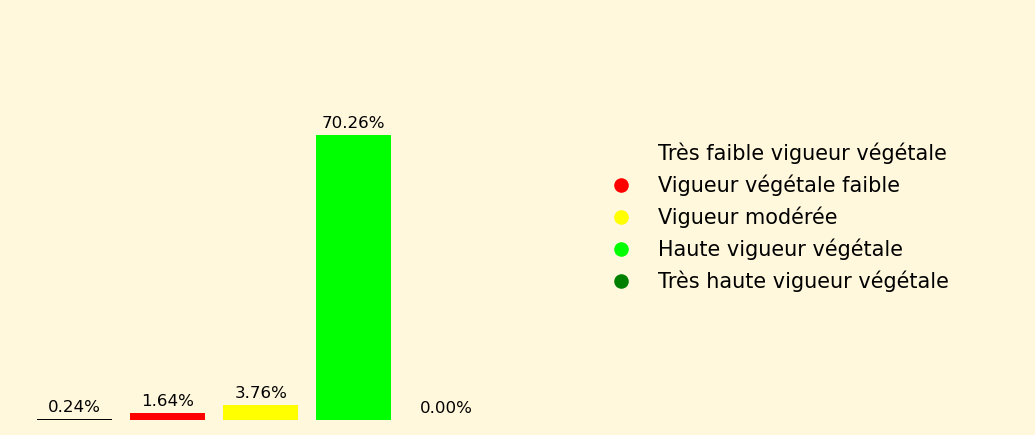 70.26%
3.76%
1.64%
0.24%
0.00%
Très faible vigueur végétale
Vigueur végétale faible
Vigueur modérée
Haute vigueur végétale
Très haute vigueur végétale